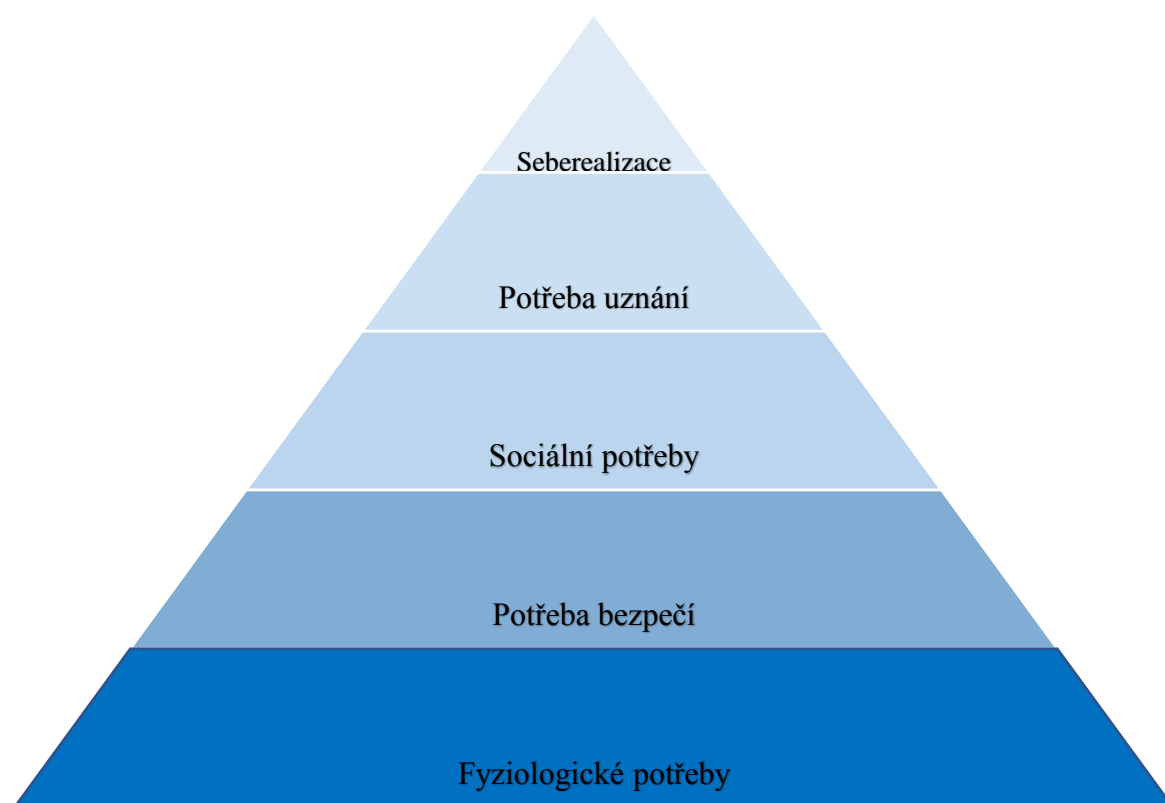 Seberealizace
Potřeba uznání
Sociální potřeby
Potřeba bezpečí
Fyziologické potřeby